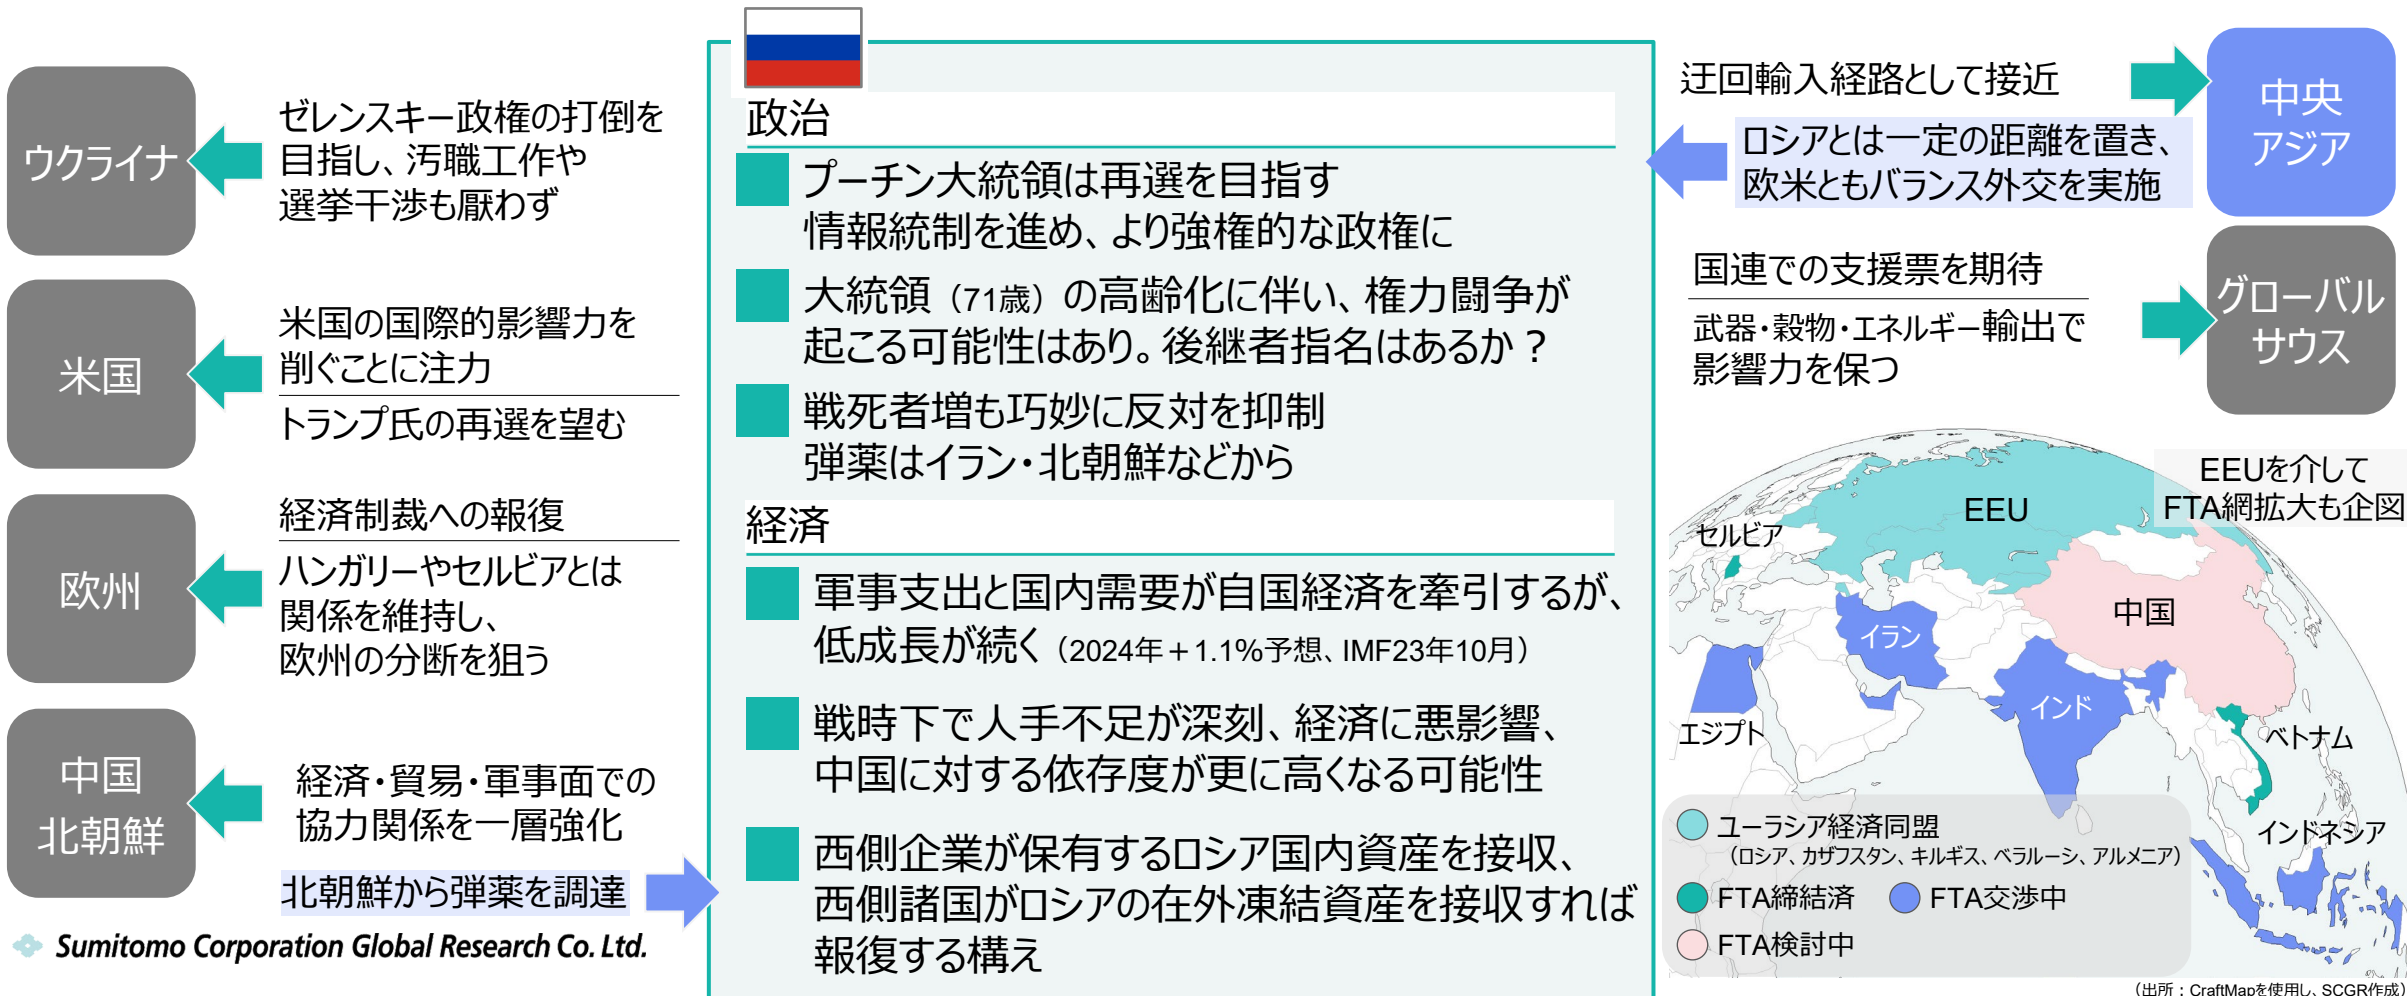 ウクライナ
ゼレンスキー政権の打倒を
目指し、汚職工作や
選挙干渉も厭わず
米国
米国の国際的影響力を
削ぐことに注力
トランプ氏の再選を望む
欧州
経済制裁への報復
ハンガリーやセルビアとは
関係を維持し、
欧州の分断を狙う
中国
北朝鮮
経済・貿易・軍事面での
協力関係を一層強化
北朝鮮から弾薬を調達
Sumitomo Corporation Global Research Co. Ltd.
政治
プーチン大統領は再選を目指す
情報統制を進め、より強権的な政権に
大統領（71歳）の高齢化に伴い、権力闘争が
起こる可能性はあり。後継者指名はあるか？
戦死者増も巧妙に反対を抑制
弾薬はイラン・北朝鮮などから
経済
軍事支出と国内需要が自国経済を牽引するが、
低成長が続く（2024年＋1.1%予想、IMF23年10月）
戦時下で人手不足が深刻、経済に悪影響、
中国に対する依存度が更に高くなる可能性
西側企業が保有するロシア国内資産を接収、
西側諸国がロシアの在外凍結資産を接収すれば
報復する構え
迂回輸入経路として接近
ロシアとは一定の距離を置き、
欧米ともバランス外交を実施
中央
アジア
国連での支援票を期待
武器・穀物・エネルギー輸出で
影響力を保つ
グローバル
サウス
EEUを介して
FTA網拡大も企図
EEU
セルビア
中国
イラン
インド
エジプト
ベトナム
インドネシア
ユーラシア経済同盟
（ロシア、カザフスタン、キルギス、ベラルーシ、アルメニア）
FTA締結済
FTA交渉中
FTA検討中
（出所：CraftMapを使用し、SCGR作成）